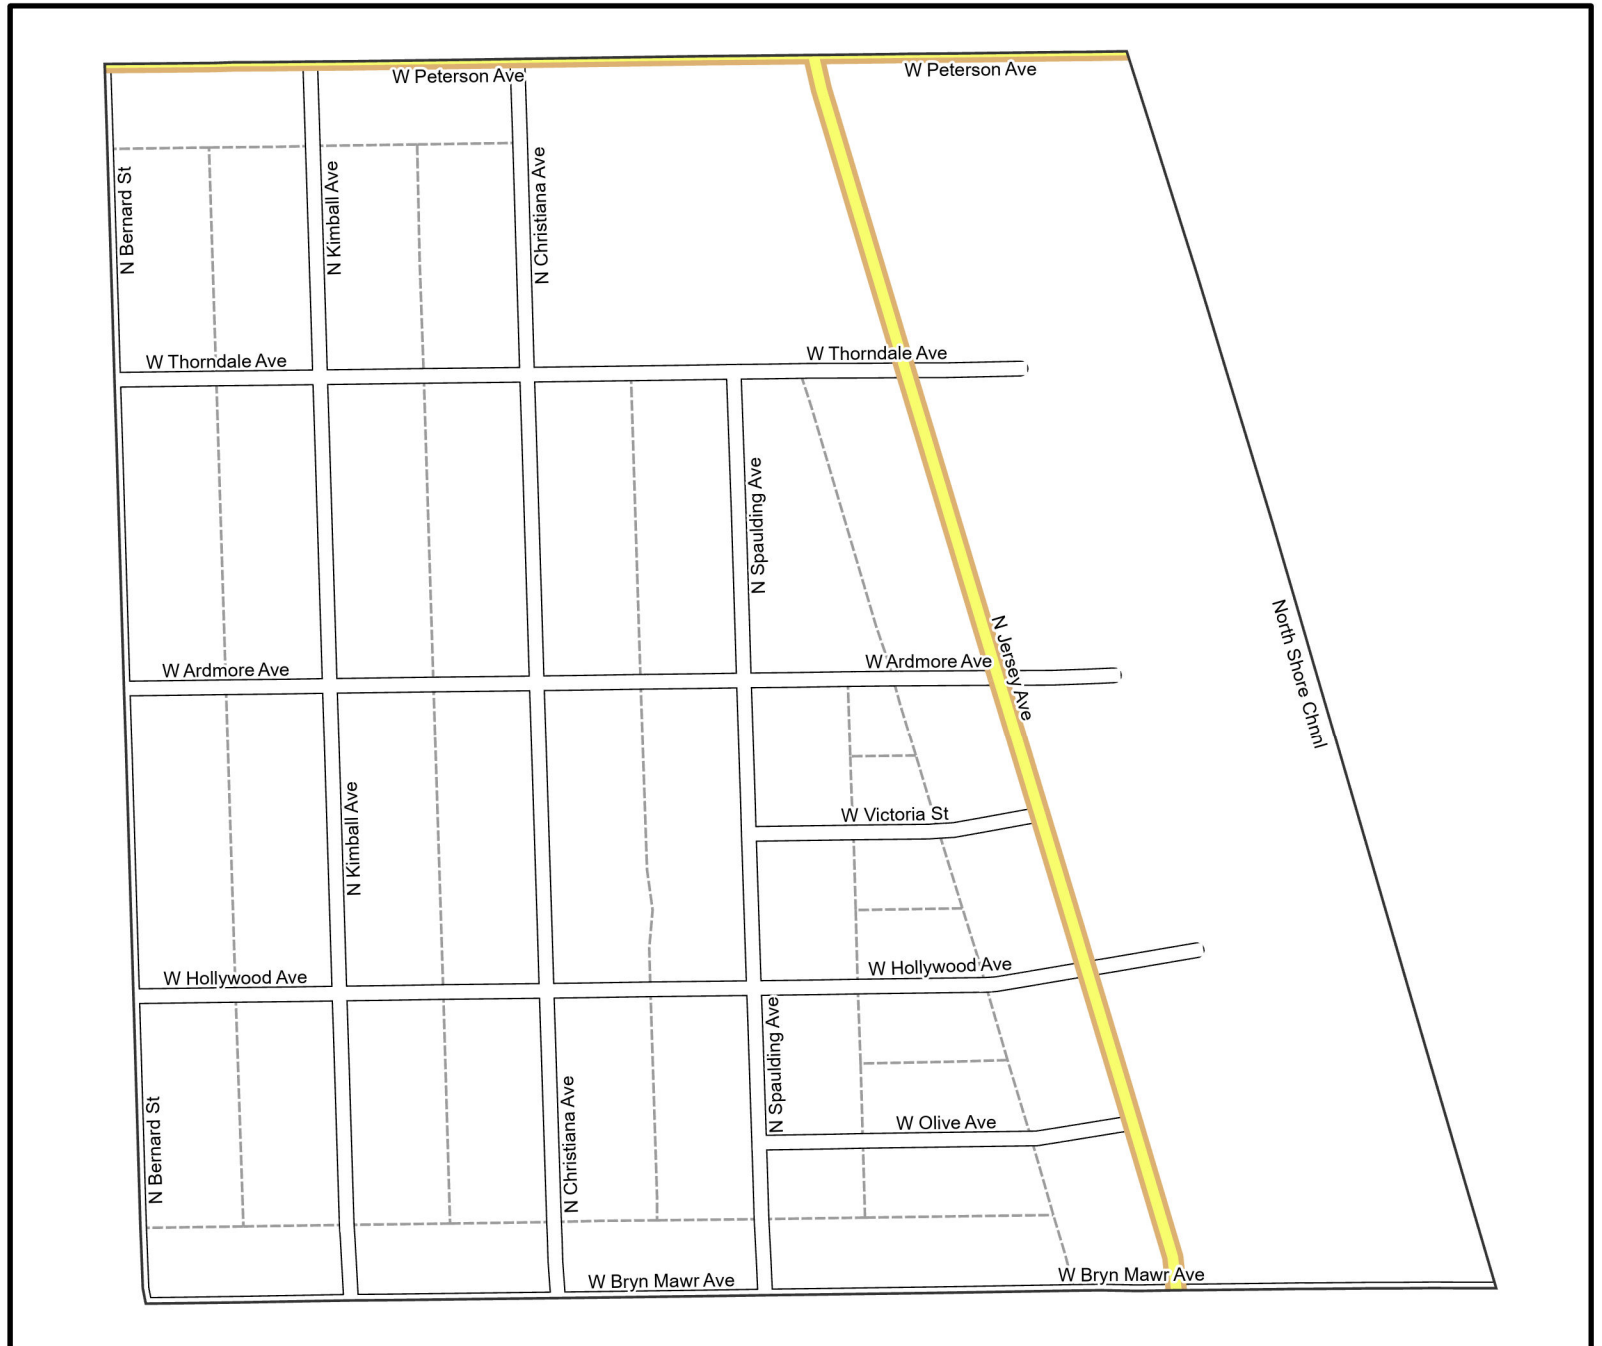 W Peterson Ave
W Peterson Ave
N Bernard St
N Kimball Ave
N Christiana Ave
W Thorndale Ave
W Thorndale Ave
N Spaulding Ave
W Ardmore Ave
W Ardmore Ave
N Jersey Ave
North Shore Chnnl
N Kimball Ave
W Victoria St
W Hollywood Ave
W Hollywood Ave
N Spaulding Ave
N Bernard St
N Christiana Ave
W Olive Ave
W Bryn Mawr Ave
W Bryn Mawr Ave